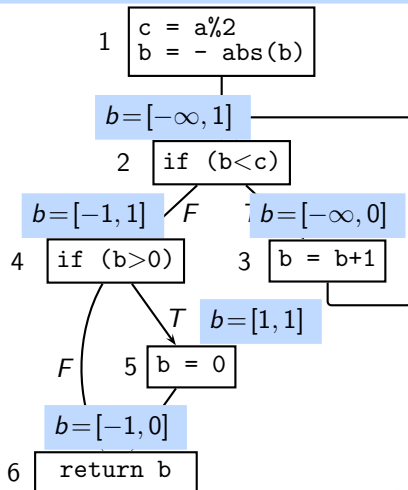 1
c = a%2
b = - abs(b)
b=[−∞, 1]
2
if (b<c)
b=[−1, 1]
F
b=[−∞, 0]
4
if (b>0)
3
b = b+1
T
b=[1, 1]
F
5
b = 0
b=[−1, 0]
6
return b